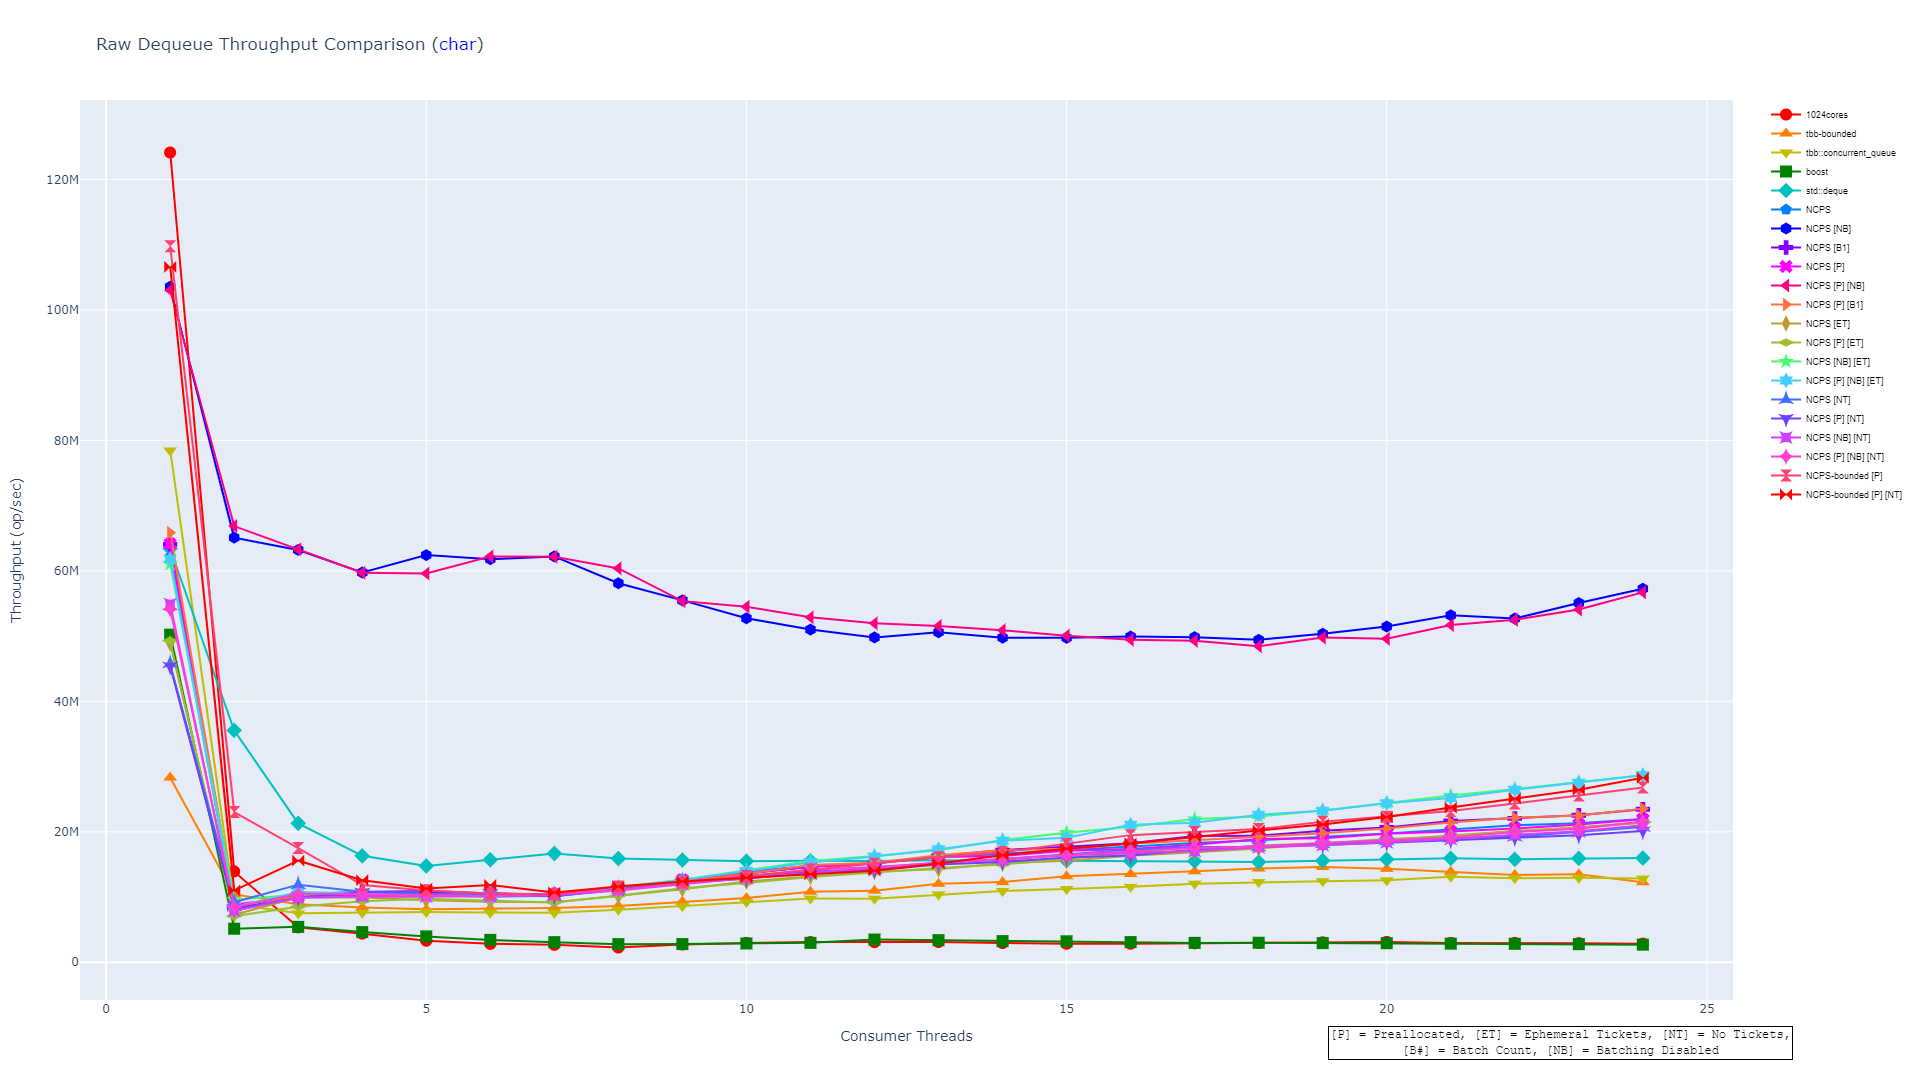 Raw Dequeue Throughput Comparison (char)
Throughput (op/sec)
120M
100M
80M
60M
40M
20M
0
0
5
10
15
20
25
Consumer Threads
1024cores
tbb-bounded
tbb::concurrent_queue
boost
std::deque
NCPS
NCPS [NB]
NCPS [B1]
NCPS [P]
NCPS [P] [NB]
NCPS [P] [B1]
NCPS [ET]
NCPS [P] [ET]
NCPS [NB] [ET]
NCPS [P] [NB] [ET]
NCPS [NT]
NCPS [P] [NT]
NCPS [NB] [NT]
NCPS [P] [NB] [NT]
NCPS-bounded [P]
NCPS-bounded [P] [NT]
[P] = Preallocated, [ET] = Ephemeral Tickets, [NT] = No Tickets,
[B#] = Batch Count, [NB] = Batching Disabled